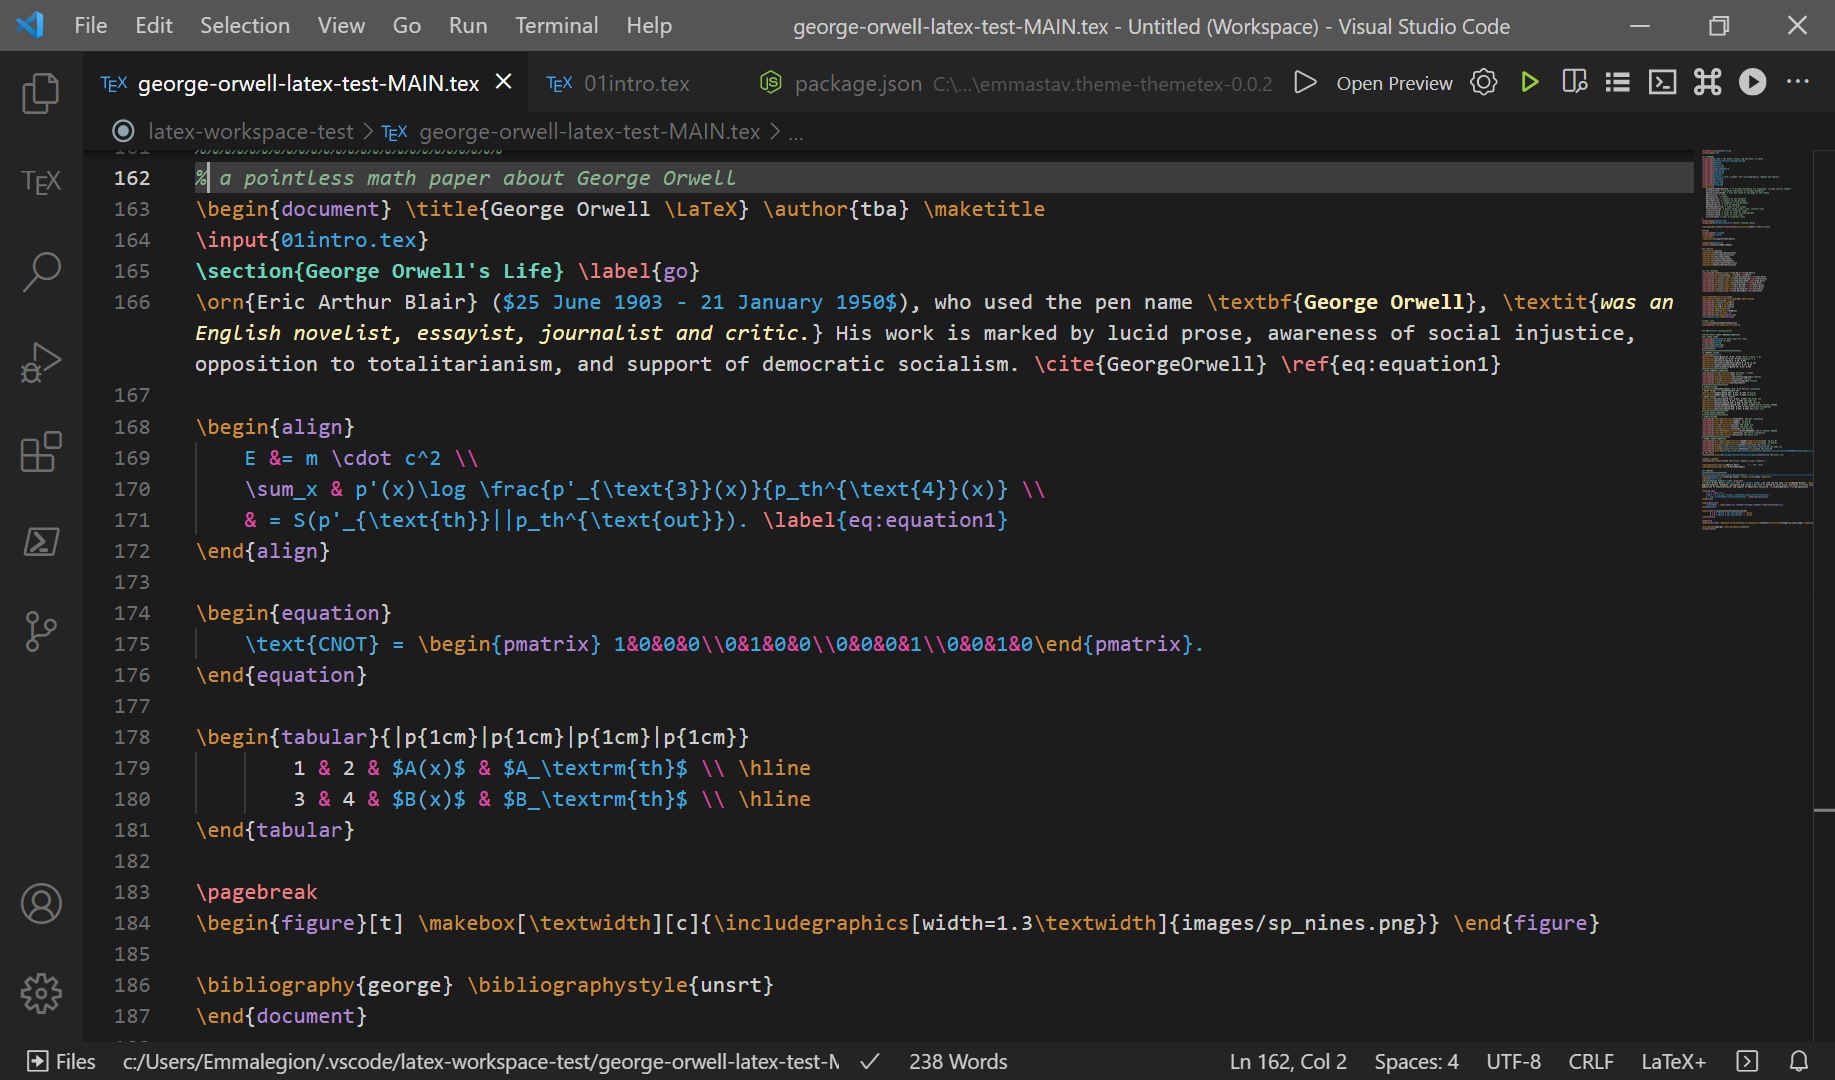 File Edit Selection View Go Run Terminal Help george-orwell-latex-test-MAIN.tex - Untitled (Workspace) - Visual Studio Code
TEX george-orwell-latex-test-MAIN.tex TEX 01intro.tex package.json C:\...\emmastav.theme-themetex-0.0.2 Open Preview
latex-workspace-test > TEX george-orwell-latex-test-MAIN.tex > ...
161 %%%%%%%%%%%%%%%%%%%%%%%%%
162 % a pointless math paper about George Orwell
163 \begin{document} \title{George Orwell \LaTeX} \author{tba} \maketitle
164 \input{01intro.tex}
165 \section{George Orwell's Life} \label{go}
166 \orn{Eric Arthur Blair} ($25 June 1903 - 21 January 1950$), who used the pen name \textbf{George Orwell}, \textit{was an
English novelist, essayist, journalist and critic.} His work is marked by lucid prose, awareness of social injustice,
opposition to totalitarianism, and support of democratic socialism. \cite{GeorgeOrwell} \ref{eq:equation1}
167
168 \begin{align}
169 E &= m \cdot c^2 \\
170 \sum_x & p'(x)\log \frac{p'_{\text{3}}(x)}{p_th^{\text{4}}(x)} \\
171 & = S(p'_{\text{th}}||p_th^{\text{out}}). \label{eq:equation1}
172 \end{align}
173
174 \begin{equation}
175 \text{CNOT} = \begin{pmatrix} 1&0&0&0\\0&1&0&0\\0&0&0&1\\0&0&1&0\end{pmatrix}.
176 \end{equation}
177
178 \begin{tabular}{|p{1cm}|p{1cm}|p{1cm}|p{1cm}}
179 1 & 2 & $A(x)$ & $A_\textrm{th}$ \\ \hline
180 3 & 4 & $B(x)$ & $B_\textrm{th}$ \\ \hline
181 \end{tabular}
182
183 \pagebreak
184 \begin{figure}[t] \makebox[\textwidth][c]{\includegraphics[width=1.3\textwidth]{images/sp_nines.png}} \end{figure}
185
186 \bibliography{george} \bibliographystyle{unsrt}
187 \end{document}
TEX
Files c:/Users/Emmalegion/.vscode/latex-workspace-test/george-orwell-latex-test-M 238 Words Ln 162, Col 2 Spaces: 4 UTF-8 CRLF LaTeX+